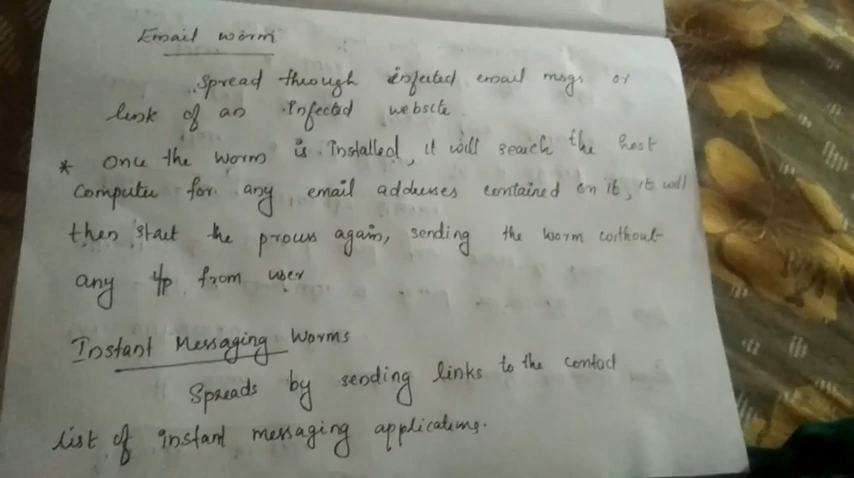 Email worm
Spread through infected email msgs or
link of an infected website.
* Once the worm is installed, it will search the host
computer for any email addresses contained on it, it will
then start the process again, sending the worm without
any i/p from user
Instant Messaging Worms
Spreads by sending links to the contact
list of instant messaging applications.